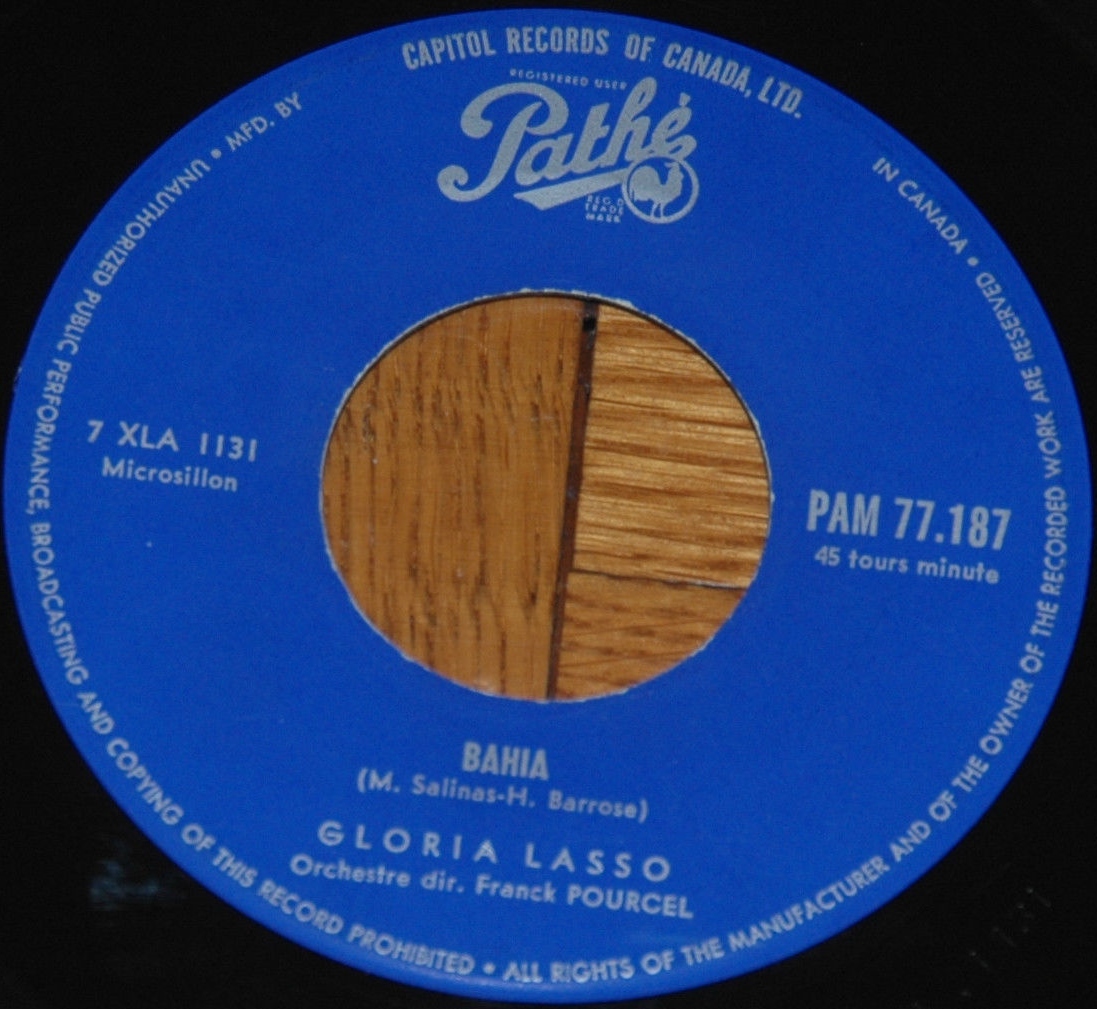 CAPITOL RECORDS OF CANADA, LTD.
REGISTERED USER
Pathé
REG'D
TRADE
MARK
IN CANADA • ALL RIGHTS OF THE MANUFACTURER AND OF THE OWNER OF THE RECORDED WORK ARE RESERVED
UNAUTHORIZED PUBLIC PERFORMANCE, BROADCASTING AND COPYING OF THIS RECORD PROHIBITED • MFD. BY
7 XLA 1131
Microsillon
PAM 77.187
45 tours minute
BAHIA
(M. Salinas-H. Barrose)
GLORIA LASSO
Orchestre dir. Franck POURCEL